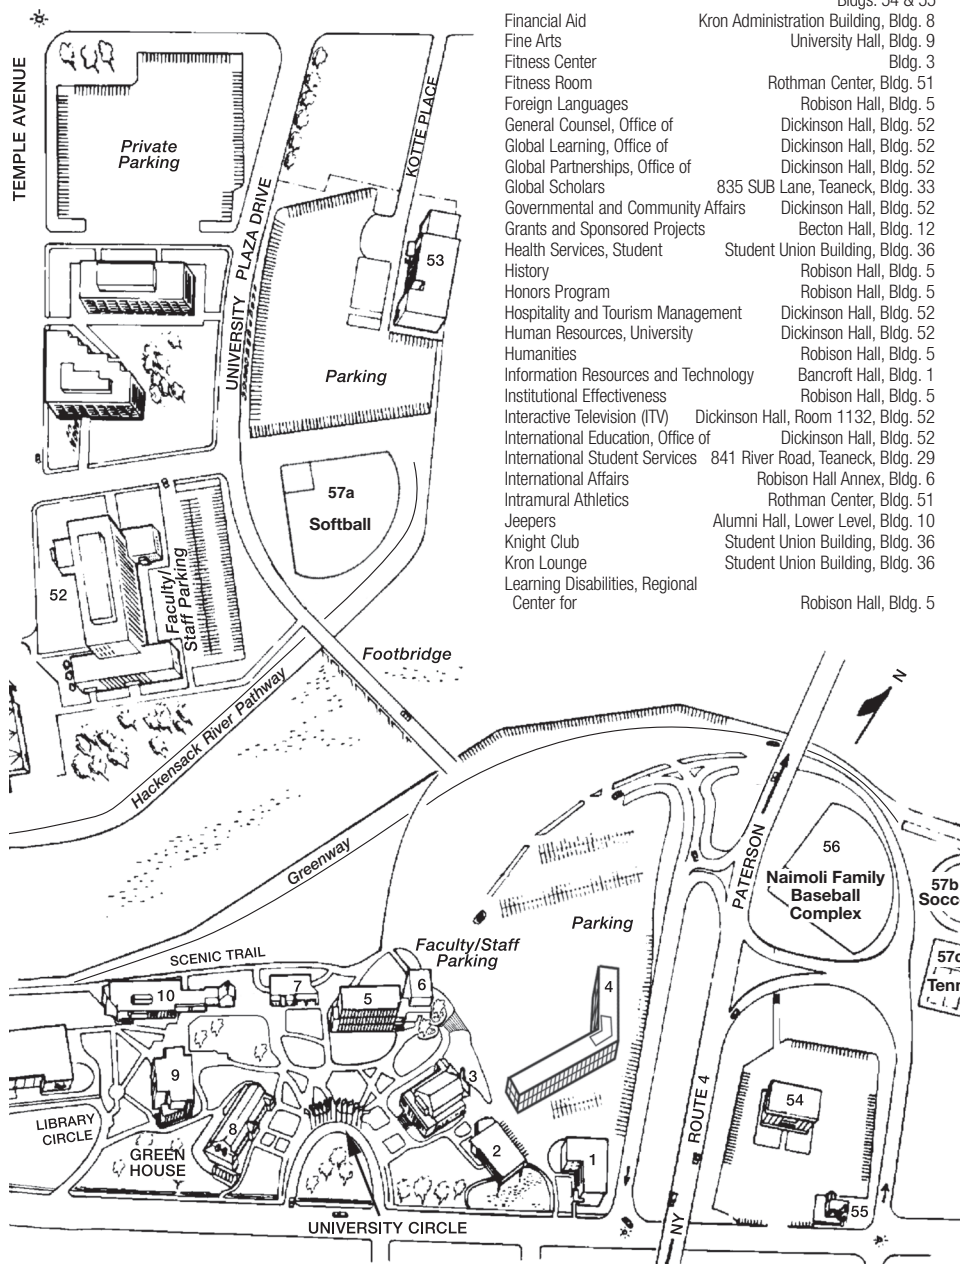 Bldgs. 54 & 55
Financial Aid Kron Administration Building, Bldg. 8
Fine Arts University Hall, Bldg. 9
Fitness Center Bldg. 3
Fitness Room Rothman Center, Bldg. 51
Foreign Languages Robison Hall, Bldg. 5
General Counsel, Office of Dickinson Hall, Bldg. 52
Global Learning, Office of Dickinson Hall, Bldg. 52
Global Partnerships, Office of Dickinson Hall, Bldg. 52
Global Scholars 835 SUB Lane, Teaneck, Bldg. 33
Governmental and Community Affairs Dickinson Hall, Bldg. 52
Grants and Sponsored Projects Becton Hall, Bldg. 12
Health Services, Student Student Union Building, Bldg. 36
History Robison Hall, Bldg. 5
Honors Program Robison Hall, Bldg. 5
Hospitality and Tourism Management Dickinson Hall, Bldg. 52
Human Resources, University Dickinson Hall, Bldg. 52
Humanities Robison Hall, Bldg. 5
Information Resources and Technology Bancroft Hall, Bldg. 1
Institutional Effectiveness Robison Hall, Bldg. 5
Interactive Television (ITV) Dickinson Hall, Room 1132, Bldg. 52
International Education, Office of Dickinson Hall, Bldg. 52
International Student Services 841 River Road, Teaneck, Bldg. 29
International Affairs Robison Hall Annex, Bldg. 6
Intramural Athletics Rothman Center, Bldg. 51
Jeepers Alumni Hall, Lower Level, Bldg. 10
Knight Club Student Union Building, Bldg. 36
Kron Lounge Student Union Building, Bldg. 36
Learning Disabilities, Regional
Center for Robison Hall, Bldg. 5
TEMPLE AVENUE
Private
Parking
KOTTE PLACE
UNIVERSITY PLAZA DRIVE
53
Parking
57a
Softball
52
Faculty/
Staff Parking
Footbridge
Hackensack River Pathway
N
Greenway
PATERSON
56
Naimoli Family
Baseball
Complex
57b
Socc
57c
Tenn
Parking
Faculty/Staff
Parking
SCENIC TRAIL
10
7
5
6
4
9
3
8
2
1
LIBRARY
CIRCLE
GREEN
HOUSE
UNIVERSITY CIRCLE
ROUTE 4
NY
54
55